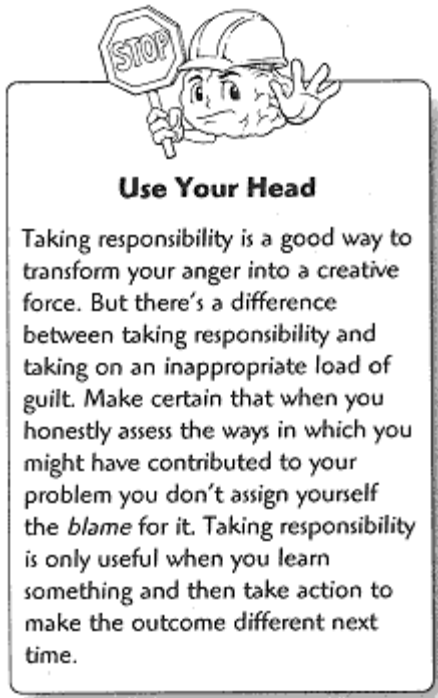 STOP
Use Your Head
Taking responsibility is a good way to
transform your anger into a creative
force. But there's a difference
between taking responsibility and
taking on an inappropriate load of
guilt. Make certain that when you
honestly assess the ways in which you
might have contributed to your
problem you don't assign yourself
the blame for it. Taking responsibility
is only useful when you learn
something and then take action to
make the outcome different next
time.